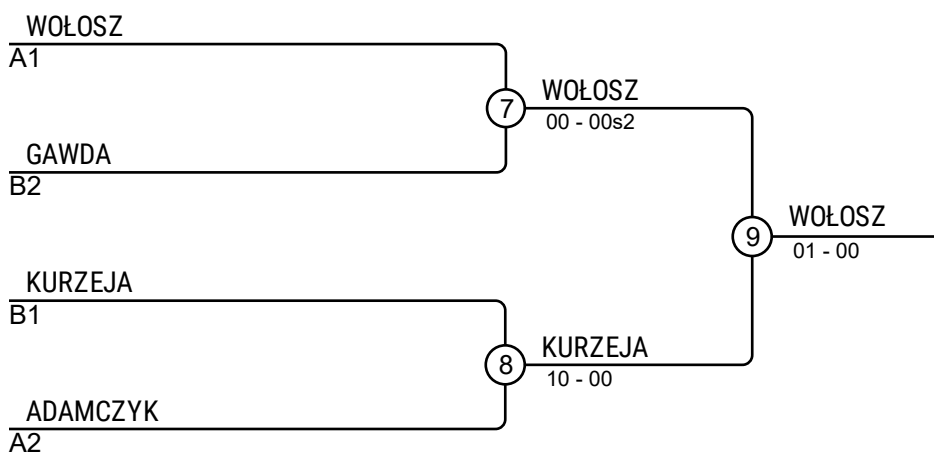 WOŁOSZ
A1
7
WOŁOSZ
00 - 00s2
GAWDA
B2
9
WOŁOSZ
01 - 00
KURZEJA
B1
8
KURZEJA
10 - 00
ADAMCZYK
A2